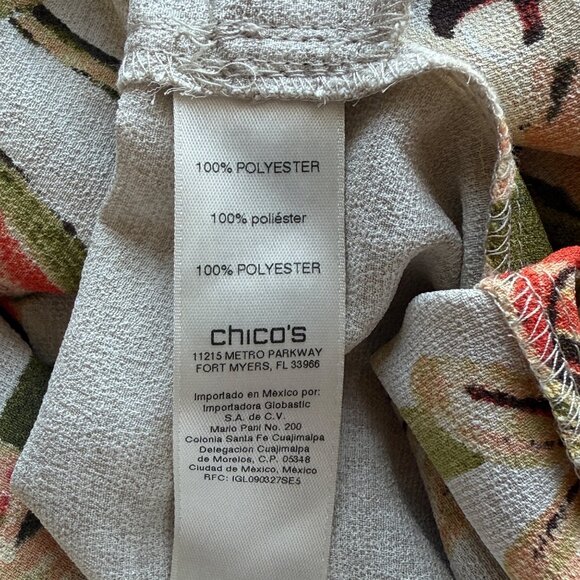 100% POLYESTER
100% poliéster
100% POLYESTER
chico's
11215 METRO PARKWAY
FORT MYERS, FL 33966
Importado en México por:
Importadora Globastic
S.A. de C.V.
Mario Pani No. 200
Colonia Santa Fe Cuajimalpa
Delegacion Cuajimalpa
de Morelos, C.P. 05348
Ciudad de México, México
RFC: IGL090327SE5